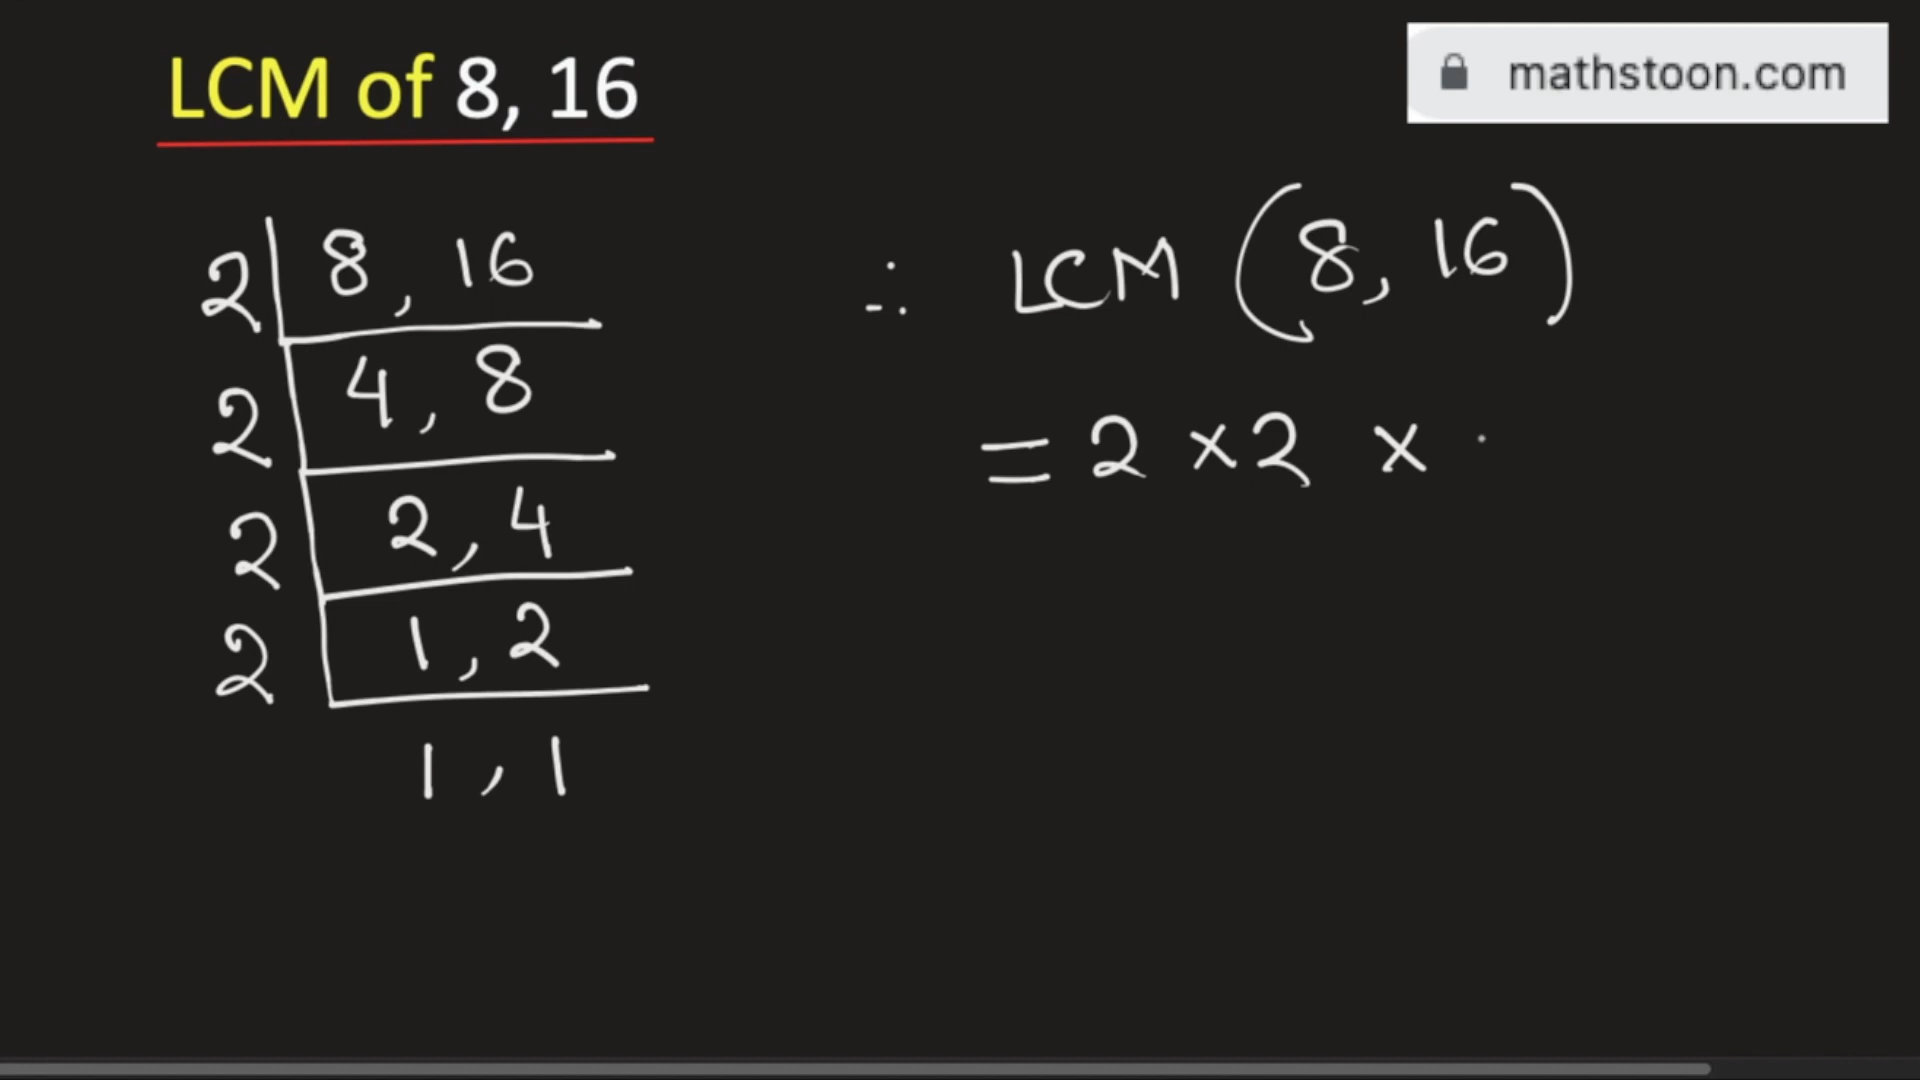 LCM of 8, 16
mathstoon.com
2 8, 16
2 4, 8
2 2, 4
2 1, 2
1, 1
∴ LCM (8, 16)
= 2 × 2 ×